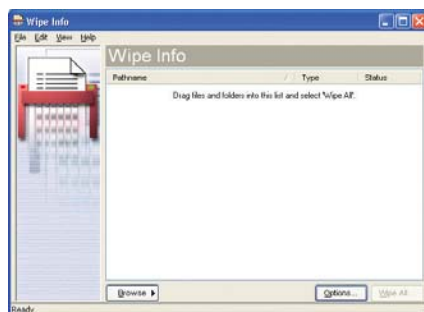 Wipe Info
File Edit View Help
Wipe Info
Pathname / Type Status
Drag files and folders into this list and select 'Wipe All'.
Browse Options... Wipe All
Ready